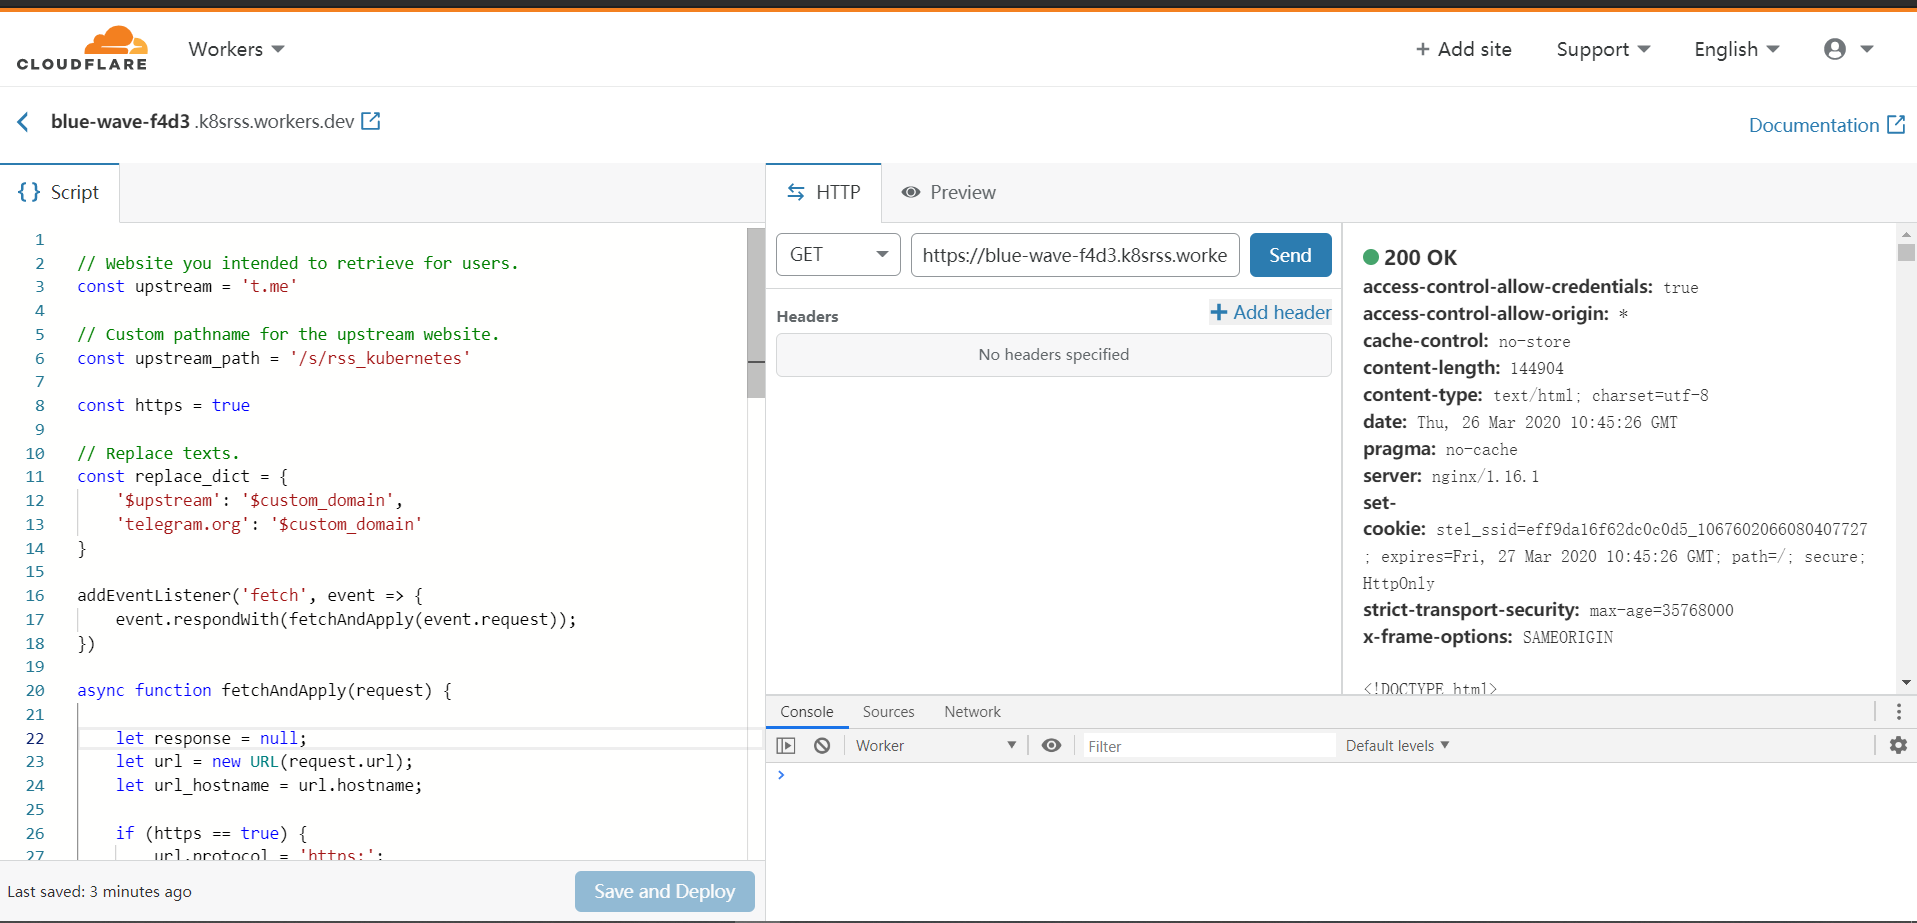 CLOUDFLARE
Workers
+ Add site
Support
English
blue-wave-f4d3 .k8srss.workers.dev
Documentation
{ } Script
1
2 // Website you intended to retrieve for users.
3 const upstream = 't.me'
4
5 // Custom pathname for the upstream website.
6 const upstream_path = '/s/rss_kubernetes'
7
8 const https = true
9
10 // Replace texts.
11 const replace_dict = {
12 '$upstream': '$custom_domain',
13 'telegram.org': '$custom_domain'
14 }
15
16 addEventListener('fetch', event => {
17 event.respondWith(fetchAndApply(event.request));
18 })
19
20 async function fetchAndApply(request) {
21
22 let response = null;
23 let url = new URL(request.url);
24 let url_hostname = url.hostname;
25
26 if (https == true) {
27 url.protocol = 'https:';
Last saved: 3 minutes ago
Save and Deploy
HTTP
Preview
GET
https://blue-wave-f4d3.k8srss.worke
Send
Headers
+ Add header
No headers specified
200 OK
access-control-allow-credentials: true
access-control-allow-origin: *
cache-control: no-store
content-length: 144904
content-type: text/html; charset=utf-8
date: Thu, 26 Mar 2020 10:45:26 GMT
pragma: no-cache
server: nginx/1.16.1
set-
cookie: stel_ssid=eff9da16f62dc0c0d5_1067602066080407727
; expires=Fri, 27 Mar 2020 10:45:26 GMT; path=/; secure;
HttpOnly
strict-transport-security: max-age=35768000
x-frame-options: SAMEORIGIN
<!DOCTYPE html>
Console
Sources
Network
Worker
Filter
Default levels